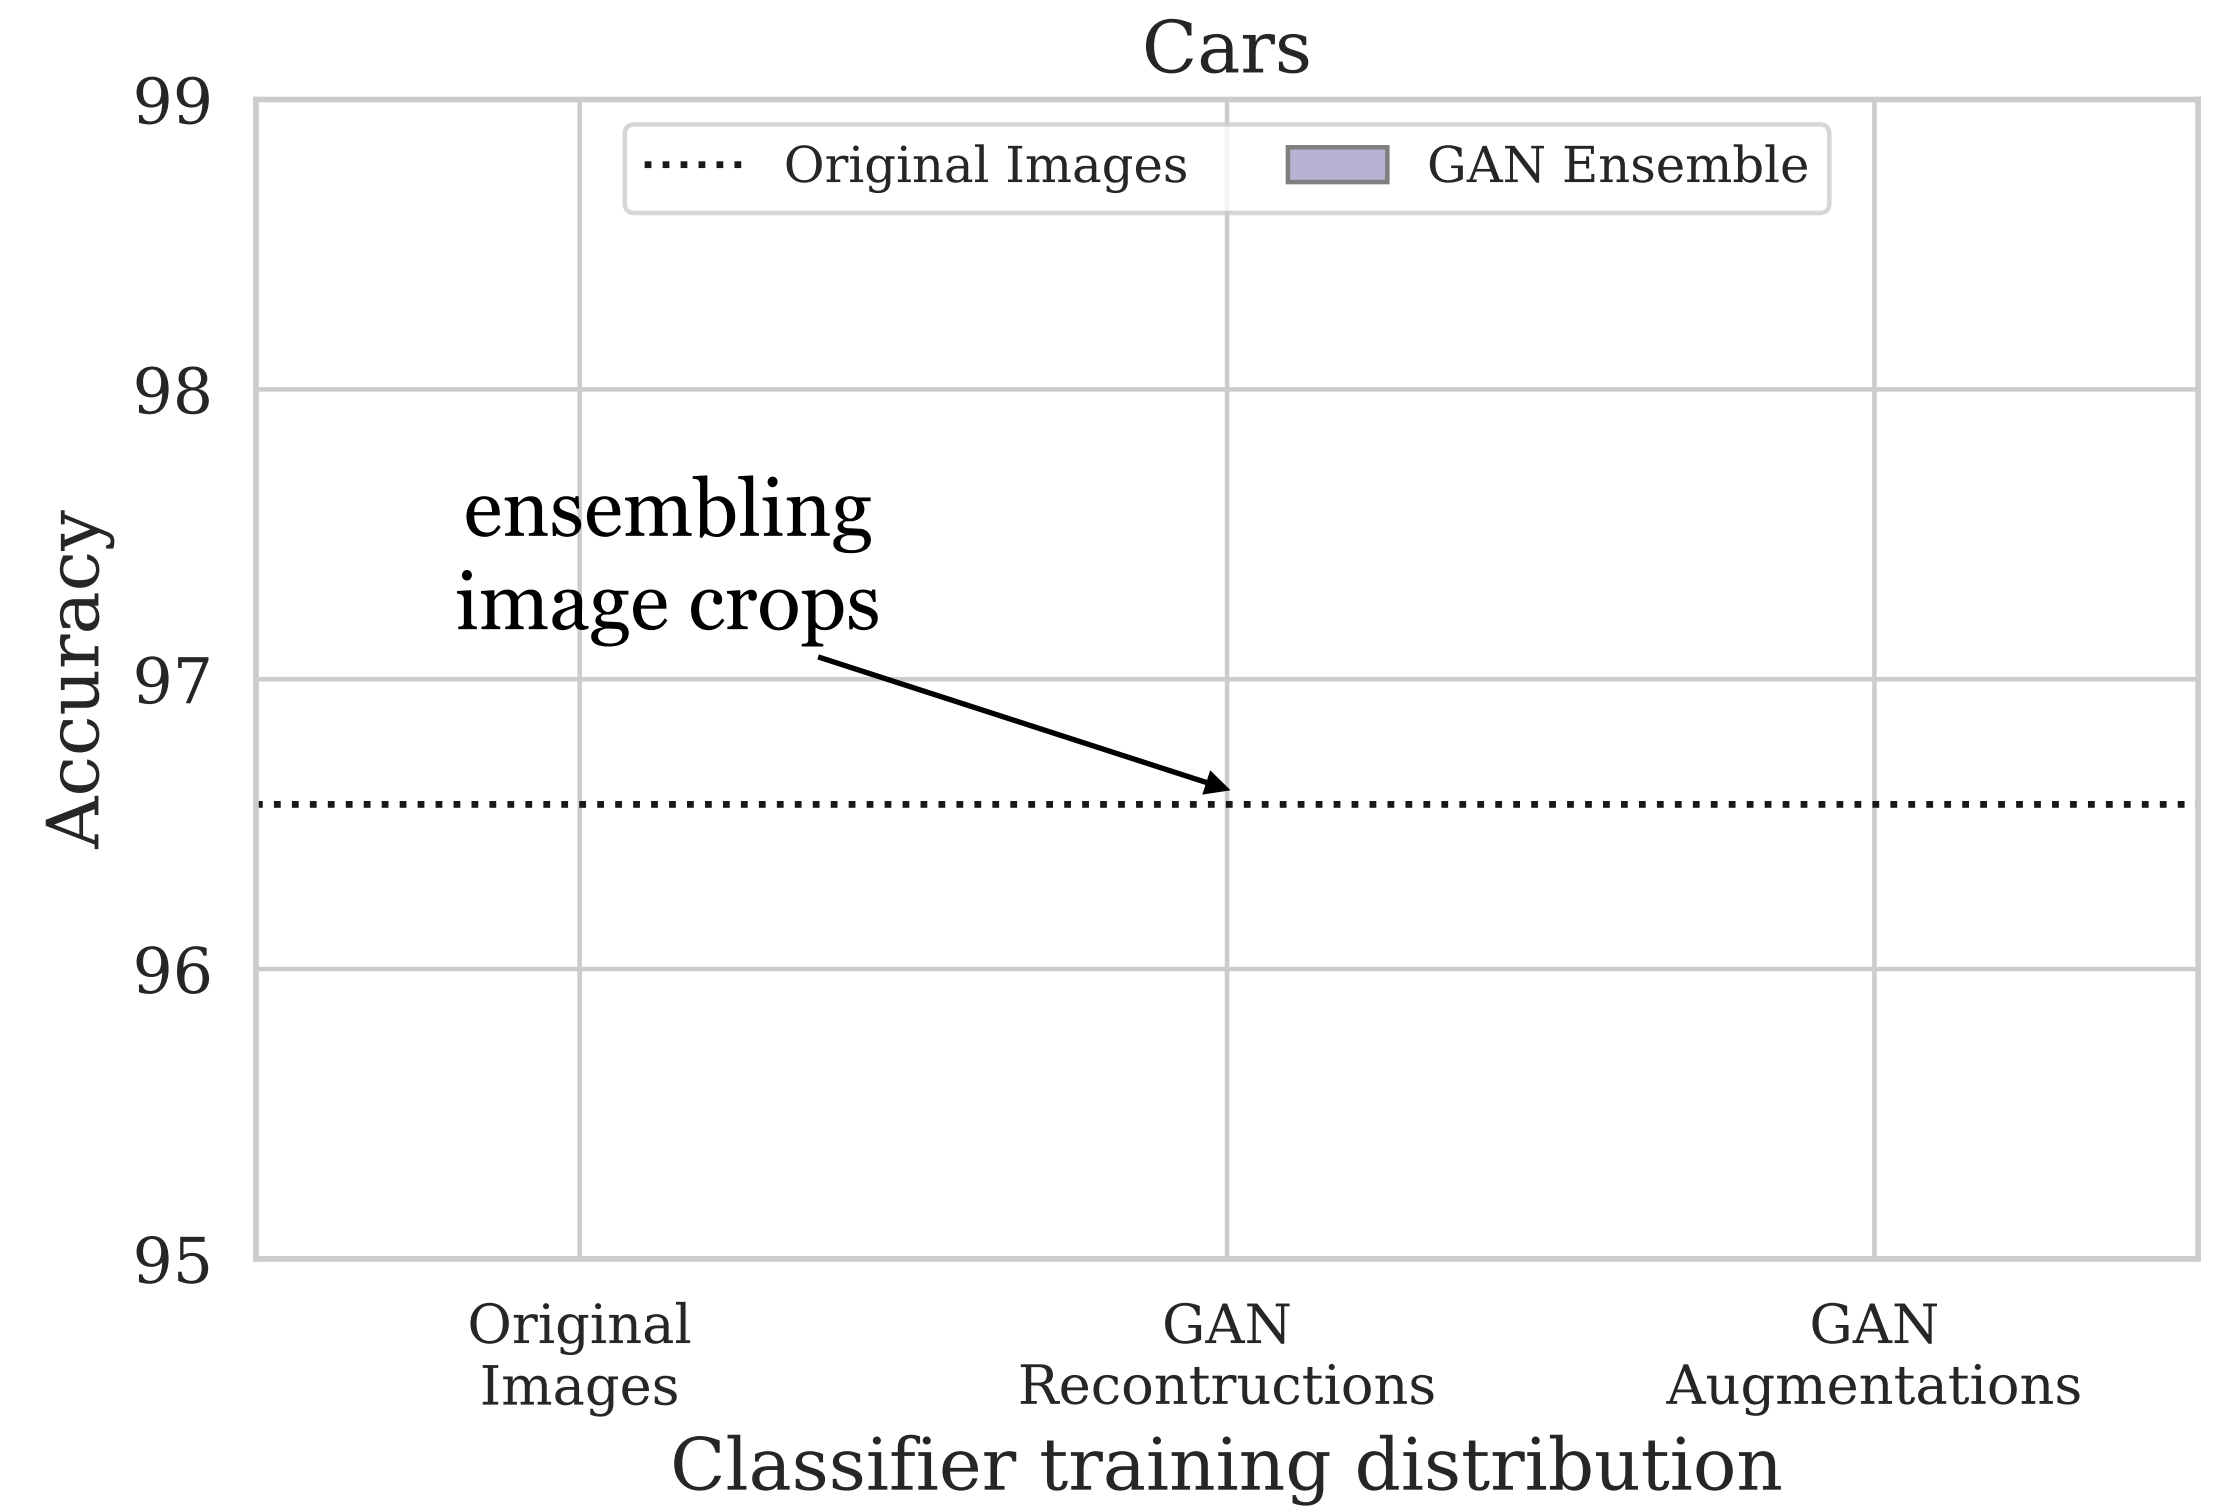 Cars
99
Original Images
GAN Ensemble
98
ensembling
image crops
97
96
95
Accuracy
Original
Images
GAN
Recontructions
GAN
Augmentations
Classifier training distribution